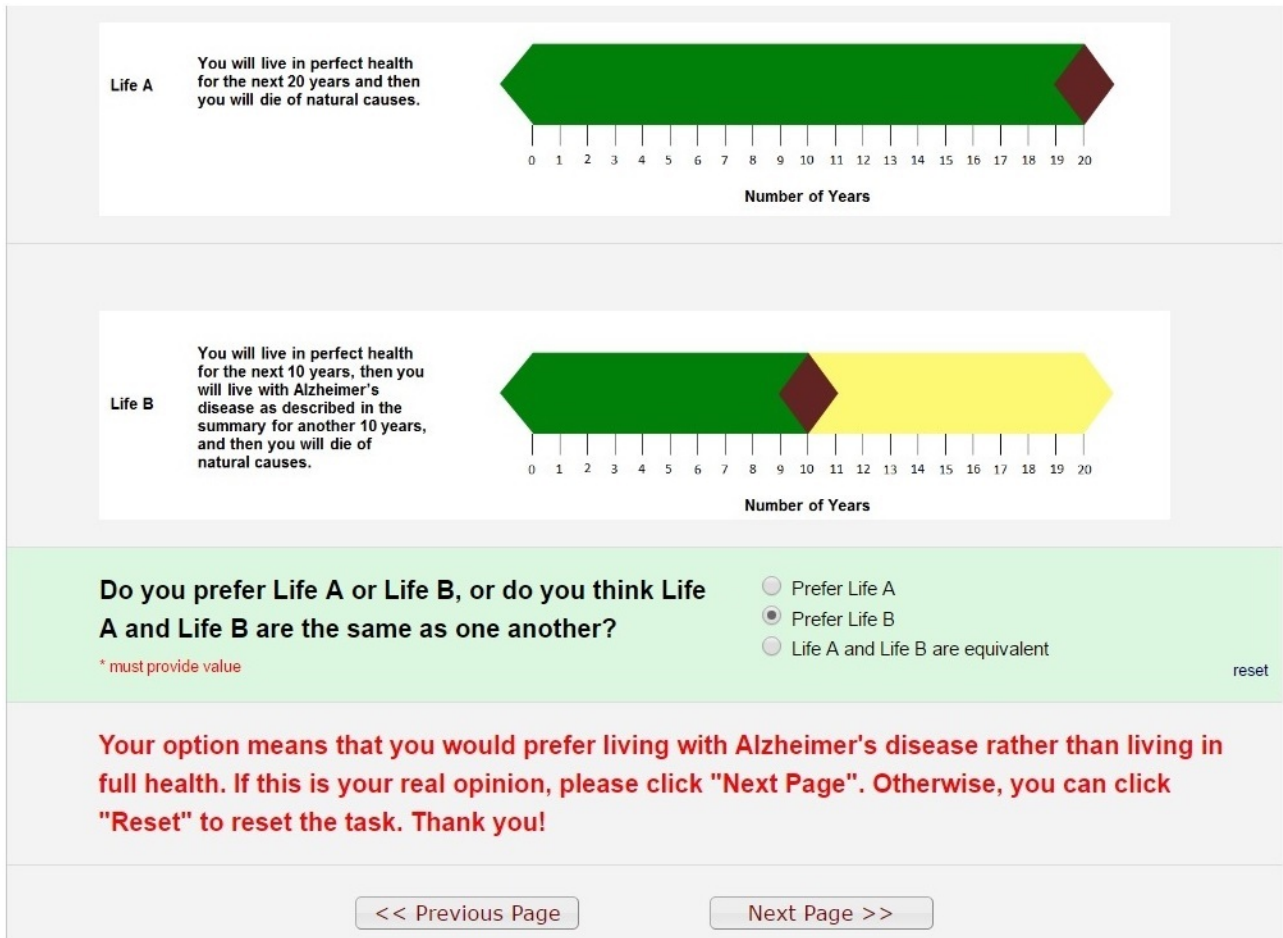 Life A
You will live in perfect health
for the next 20 years and then
you will die of natural causes.
0 1 2 3 4 5 6 7 8 9 10 11 12 13 14 15 16 17 18 19 20
Number of Years
Life B
You will live in perfect health
for the next 10 years, then you
will live with Alzheimer's
disease as described in the
summary for another 10 years,
and then you will die of
natural causes.
0 1 2 3 4 5 6 7 8 9 10 11 12 13 14 15 16 17 18 19 20
Number of Years
Do you prefer Life A or Life B, or do you think Life
A and Life B are the same as one another?
* must provide value
Prefer Life A
Prefer Life B
Life A and Life B are equivalent
reset
Your option means that you would prefer living with Alzheimer's disease rather than living in
full health. If this is your real opinion, please click "Next Page". Otherwise, you can click
"Reset" to reset the task. Thank you!
<< Previous Page
Next Page >>